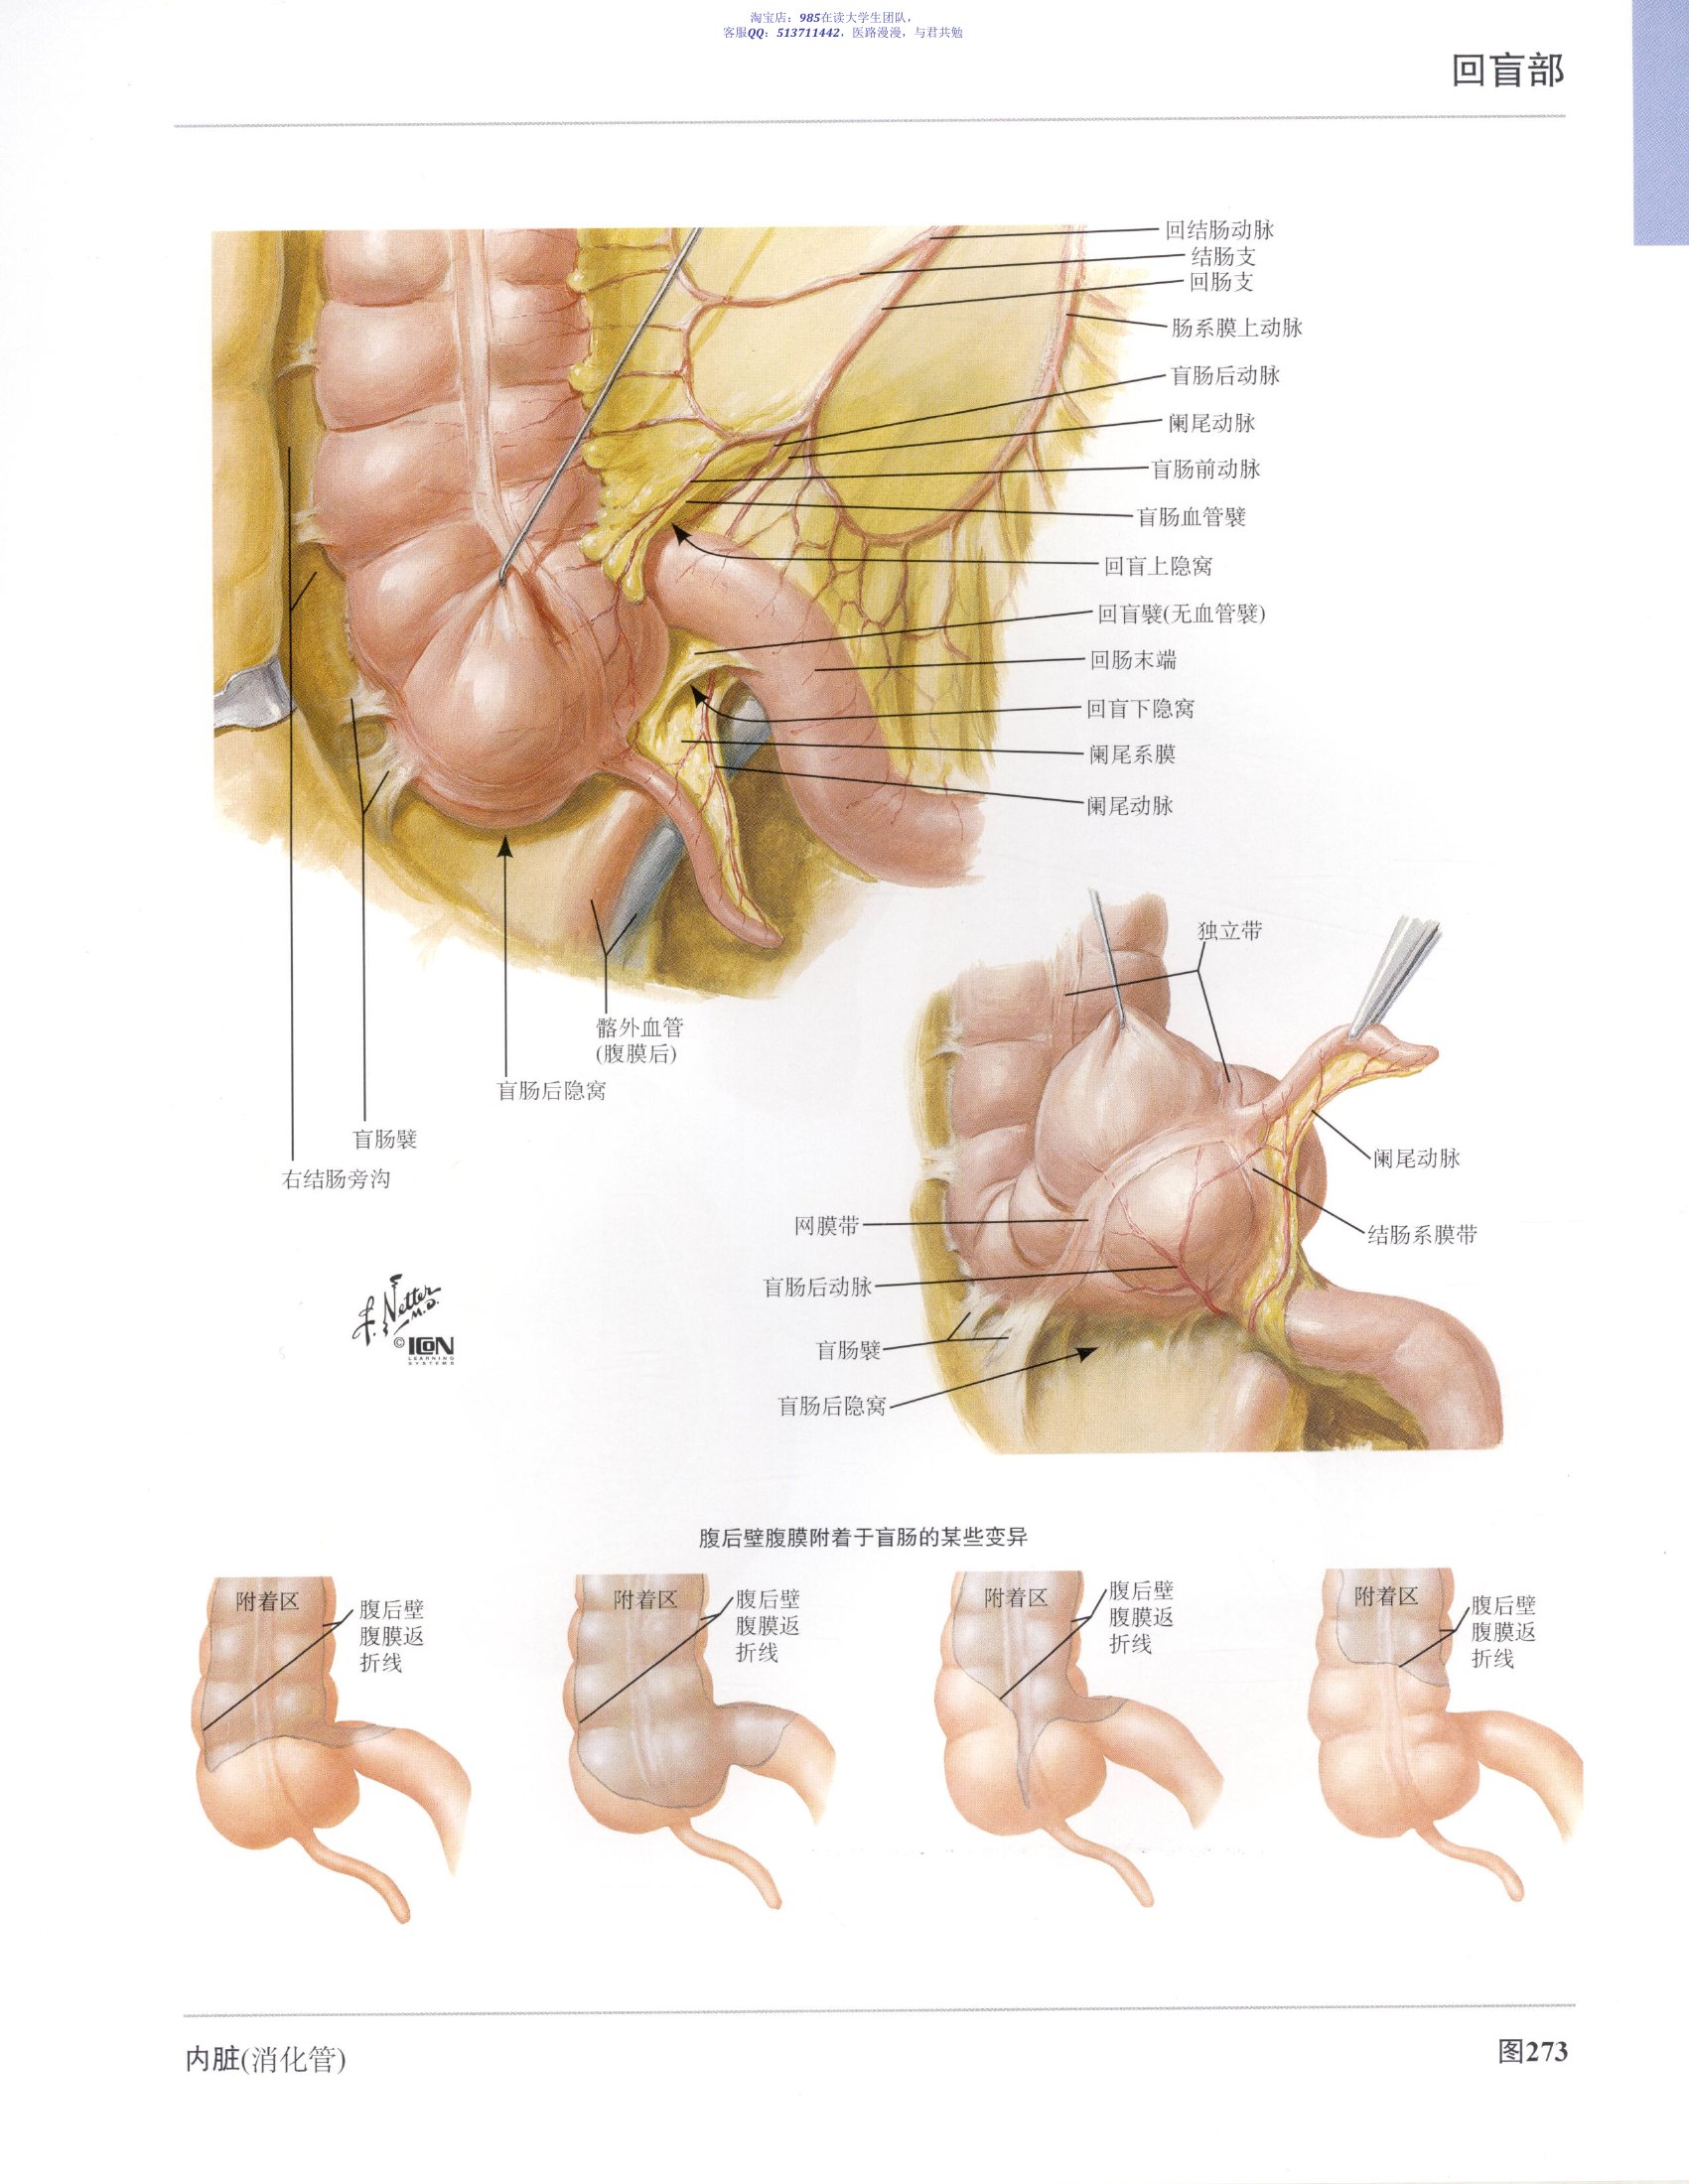 淘宝店：985在读大学生团队，
客服QQ：513711442，医路漫漫，与君共勉
回盲部
回结肠动脉
结肠支
回肠支
肠系膜上动脉
盲肠后动脉
阑尾动脉
盲肠前动脉
盲肠血管襞
回盲上隐窝
回盲襞(无血管襞)
回肠末端
回盲下隐窝
阑尾系膜
阑尾动脉
髂外血管
(腹膜后)
盲肠后隐窝
盲肠襞
右结肠旁沟
独立带
阑尾动脉
结肠系膜带
网膜带
盲肠后动脉
盲肠襞
盲肠后隐窝
F. Netter
M.D.
© ICON
LEARNING
SYSTEMS
腹后壁腹膜附着于盲肠的某些变异
附着区
腹后壁
腹膜返
折线
附着区
腹后壁
腹膜返
折线
附着区
腹后壁
腹膜返
折线
附着区
腹后壁
腹膜返
折线
内脏(消化管)
图273